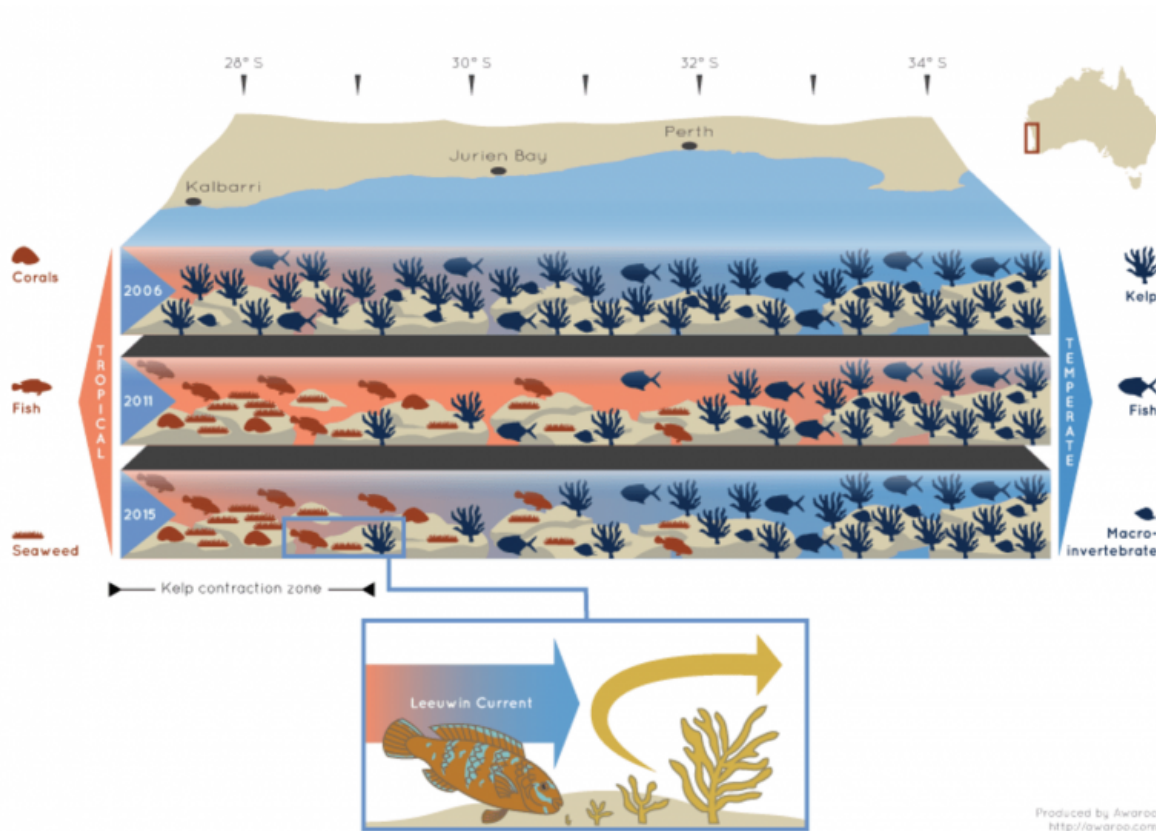 28° S
30° S
32° S
34° S
Perth
Jurien Bay
Kalbarri
Corals
Kelp
2006
TROPICAL
TEMPERATE
Fish
2011
Fish
2015
Seaweed
Macro-
invertebrate
Kelp contraction zone
Leeuwin Current
Produced by Awaroo
http://awaroo.com